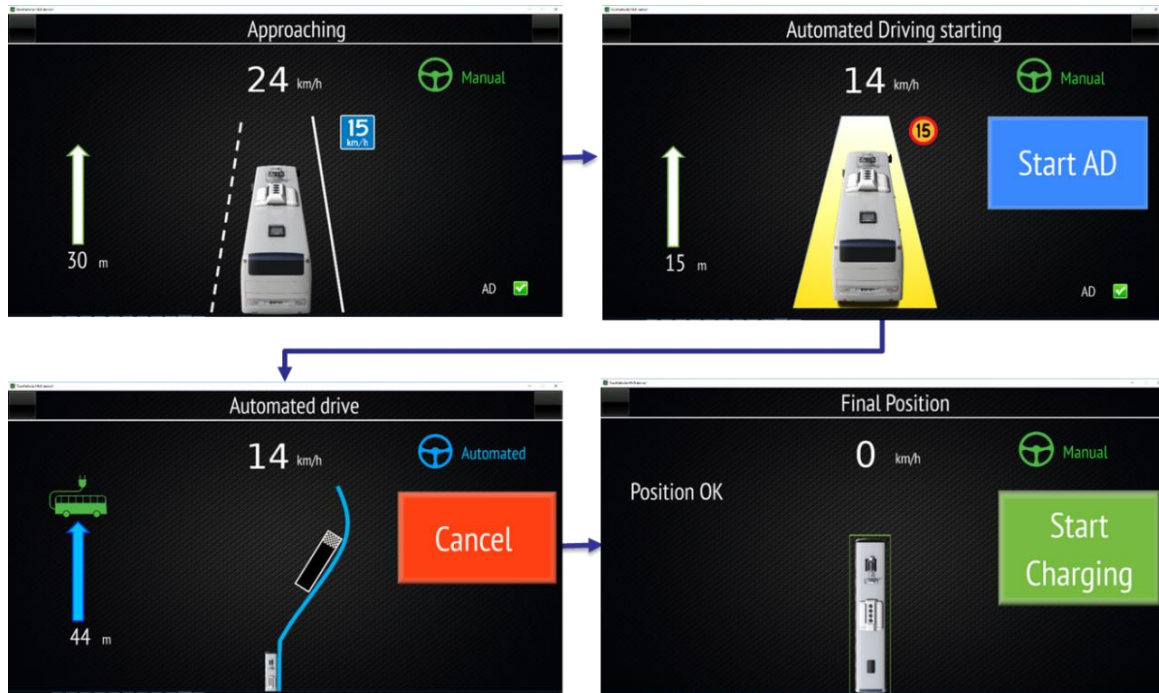 Approaching
24 km/h
Manual
15
km/h
30 m
AD
Automated Driving starting
14 km/h
Manual
15
Start AD
15 m
AD
Automated drive
14 km/h
Automated
Cancel
44 m
Final Position
0 km/h
Manual
Position OK
Start
Charging